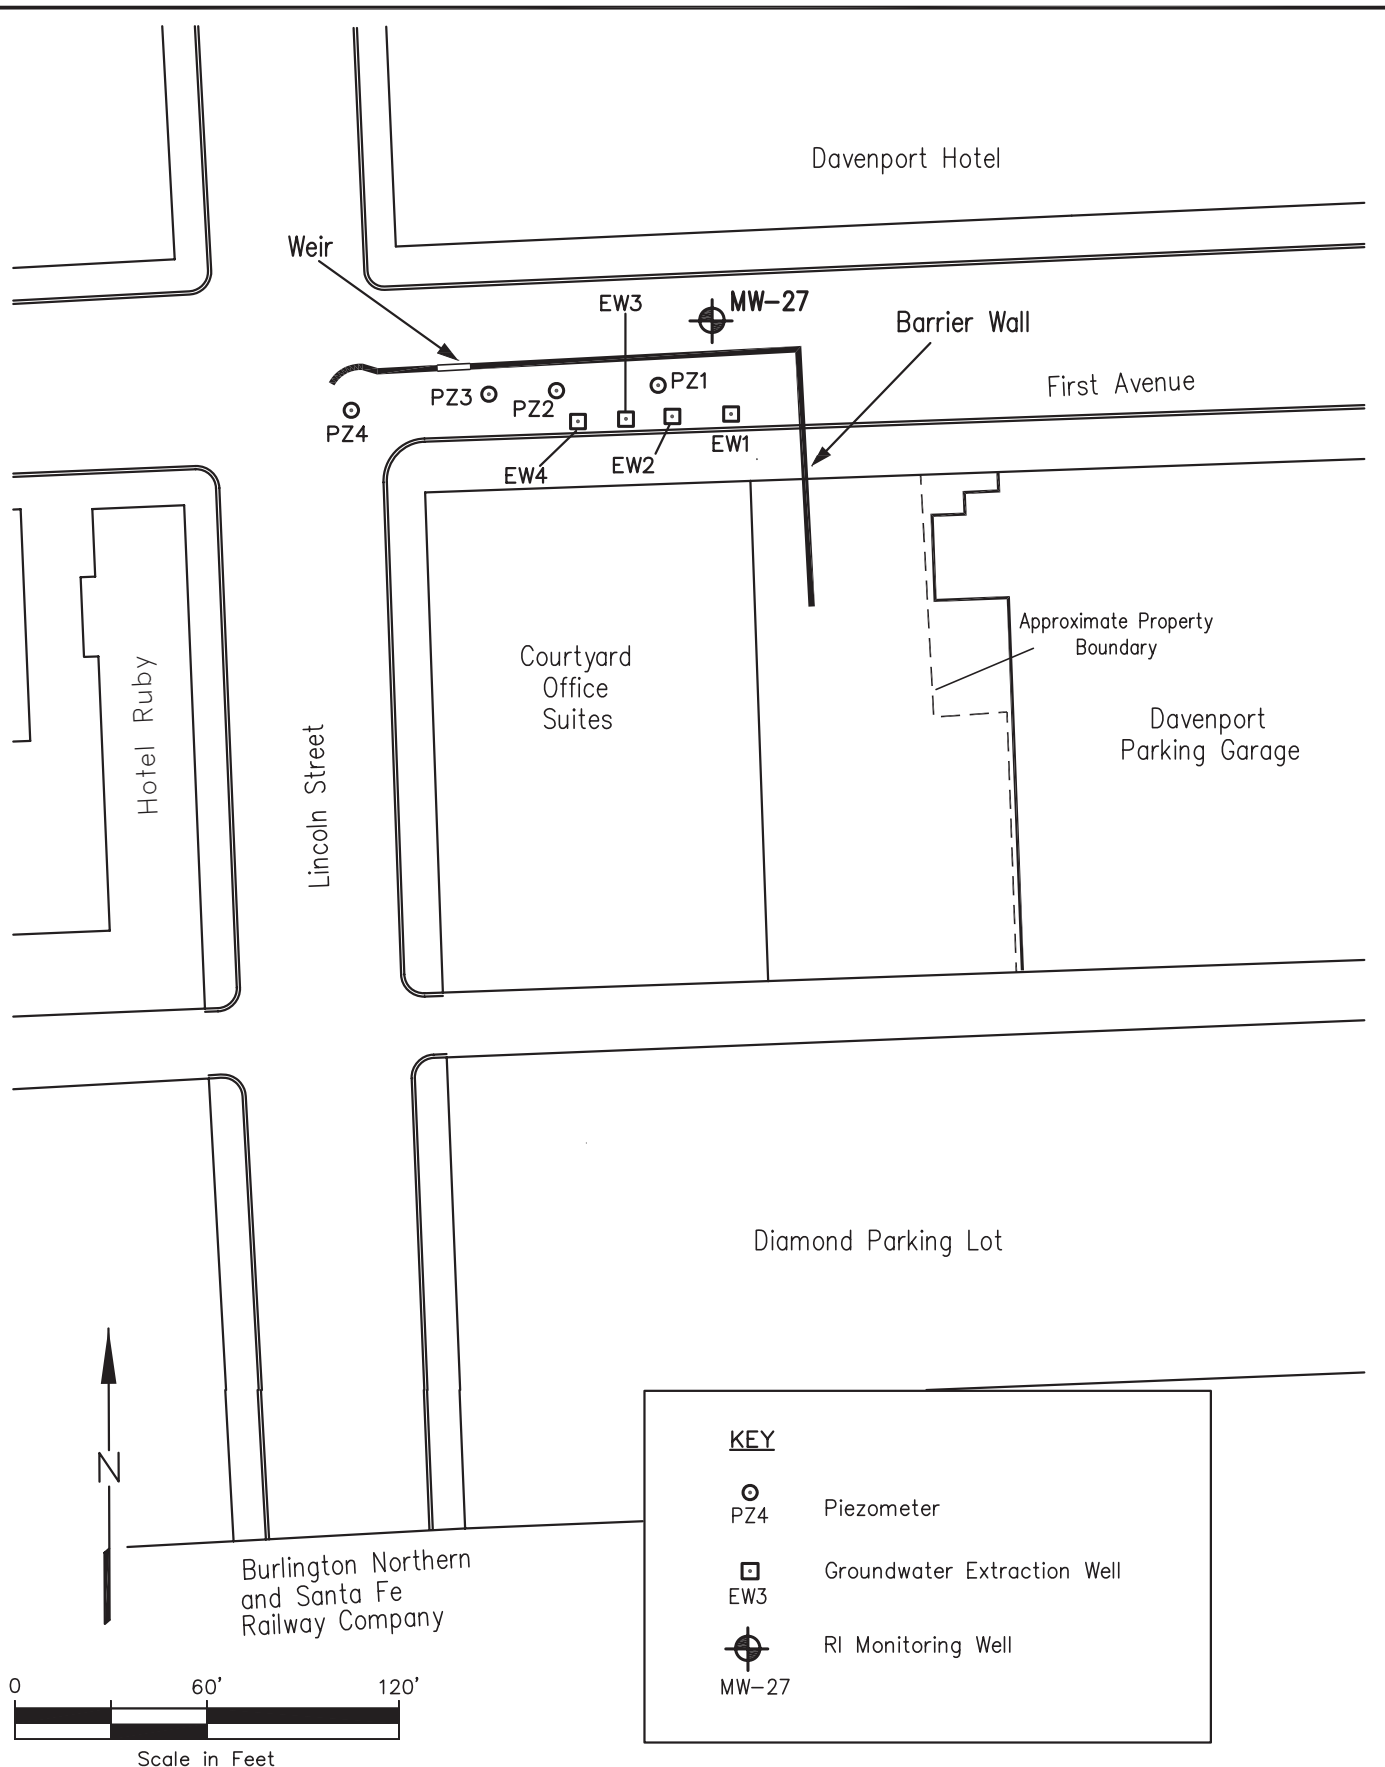 Davenport Hotel
Weir
EW3
MW-27
Barrier Wall
First Avenue
PZ1
PZ3
PZ2
PZ4
EW1
EW2
EW4
Approximate Property
Boundary
Courtyard
Office
Suites
Hotel Ruby
Lincoln Street
Davenport
Parking Garage
Diamond Parking Lot
N
KEY
PZ4
Piezometer
EW3
Groundwater Extraction Well
MW-27
RI Monitoring Well
Burlington Northern
and Santa Fe
Railway Company
0 60' 120'
Scale in Feet